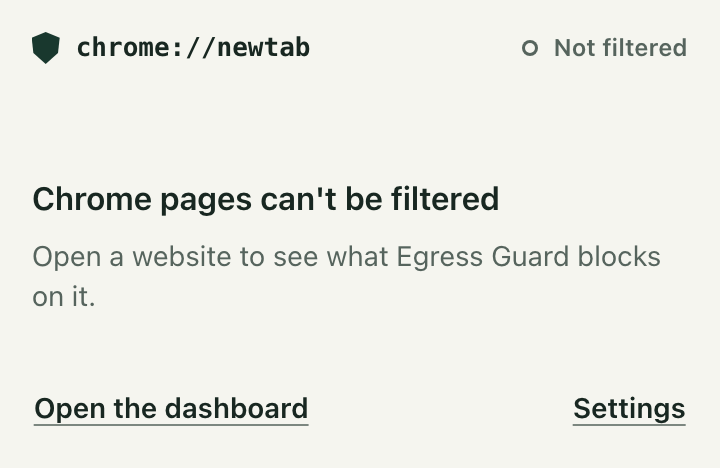 chrome://newtab
Not filtered
Chrome pages can't be filtered
Open a website to see what Egress Guard blocks
on it.
Open the dashboard
Settings